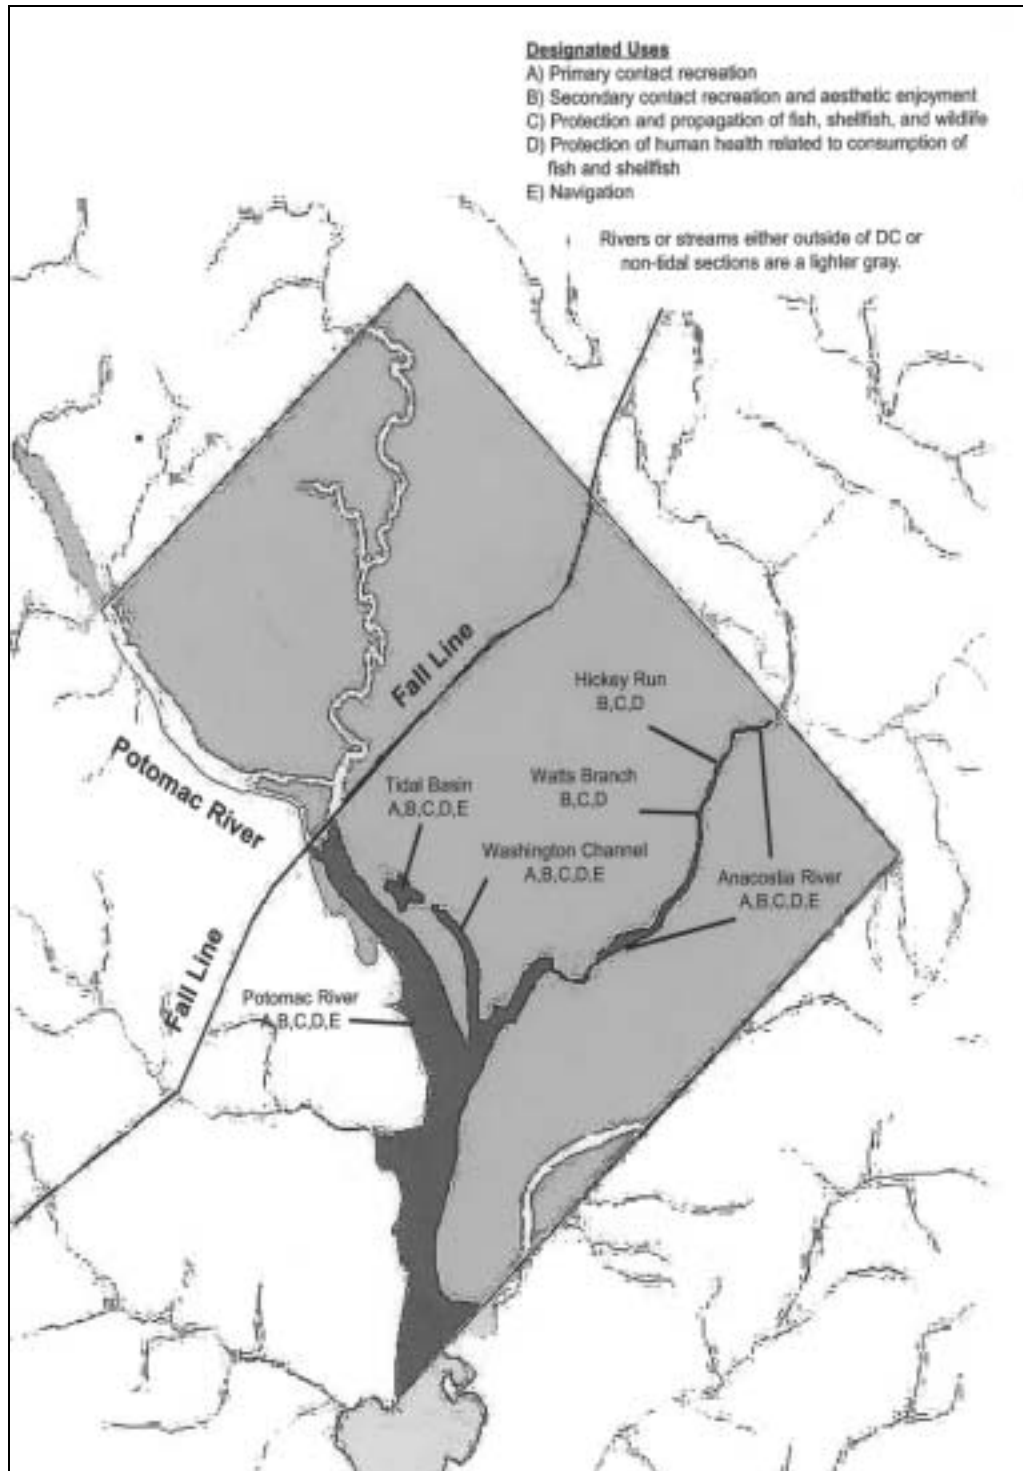 Designated Uses
A) Primary contact recreation
B) Secondary contact recreation and aesthetic enjoyment
C) Protection and propagation of fish, shellfish, and wildlife
D) Protection of human health related to consumption of
fish and shellfish
E) Navigation
Rivers or streams either outside of DC or
non-tidal sections are a lighter gray.
Fall Line
Hickey Run
B,C,D
Potomac River
Tidal Basin
A,B,C,D,E
Watts Branch
B,C,D
Washington Channel
A,B,C,D,E
Anacostia River
A,B,C,D,E
Fall Line
Potomac River
A,B,C,D,E